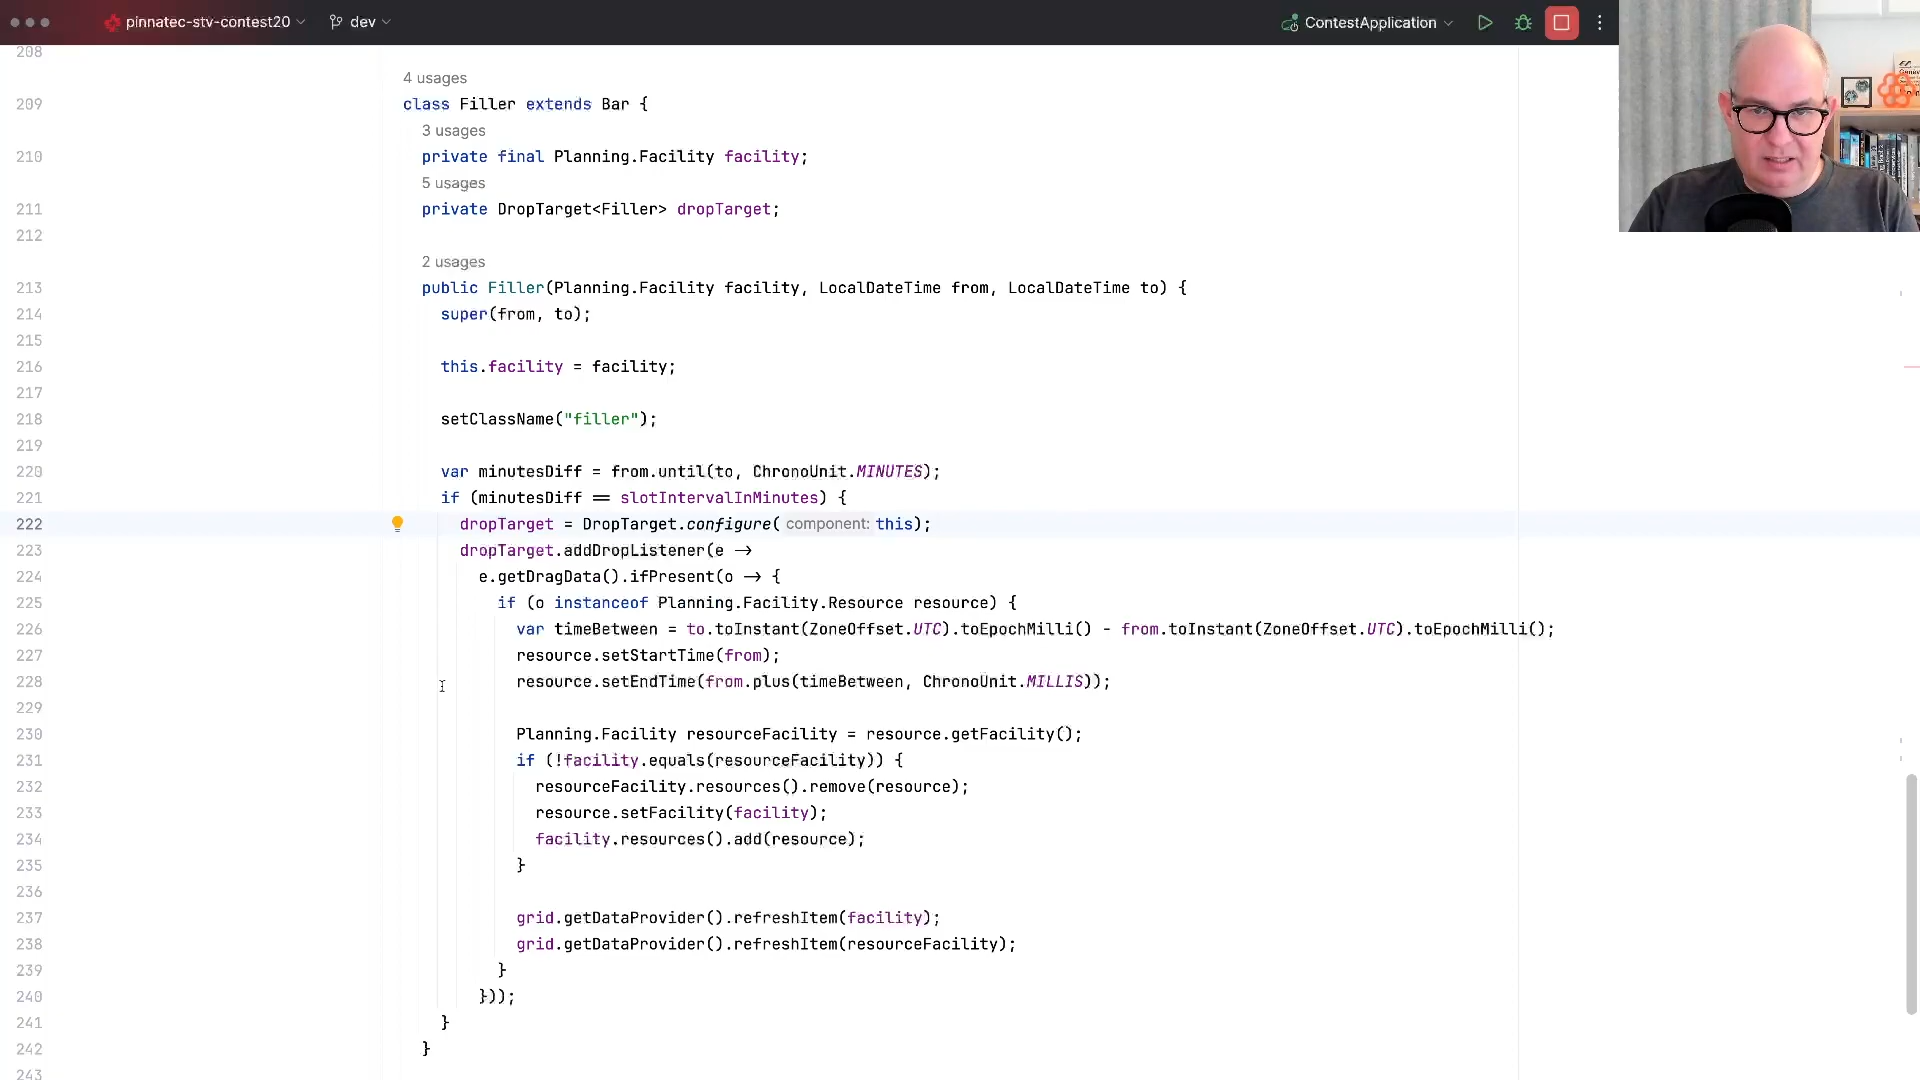 pinnatec-stv-contest20
dev
ContestApplication
208
4 usages
209 class Filler extends Bar {
3 usages
210 private final Planning.Facility facility;
5 usages
211 private DropTarget<Filler> dropTarget;
212
2 usages
213 public Filler(Planning.Facility facility, LocalDateTime from, LocalDateTime to) {
214 super(from, to);
215
216 this.facility = facility;
217
218 setClassName("filler");
219
220 var minutesDiff = from.until(to, ChronoUnit.MINUTES);
221 if (minutesDiff == slotIntervalInMinutes) {
222 dropTarget = DropTarget.configure( component: this);
223 dropTarget.addDropListener(e ->
224 e.getDragData().ifPresent(o -> {
225 if (o instanceof Planning.Facility.Resource resource) {
226 var timeBetween = to.toInstant(ZoneOffset.UTC).toEpochMilli() - from.toInstant(ZoneOffset.UTC).toEpochMilli();
227 resource.setStartTime(from);
228 resource.setEndTime(from.plus(timeBetween, ChronoUnit.MILLIS));
229
230 Planning.Facility resourceFacility = resource.getFacility();
231 if (!facility.equals(resourceFacility)) {
232 resourceFacility.resources().remove(resource);
233 resource.setFacility(facility);
234 facility.resources().add(resource);
235 }
236
237 grid.getDataProvider().refreshItem(facility);
238 grid.getDataProvider().refreshItem(resourceFacility);
239 }
240 }));
241 }
242 }
243